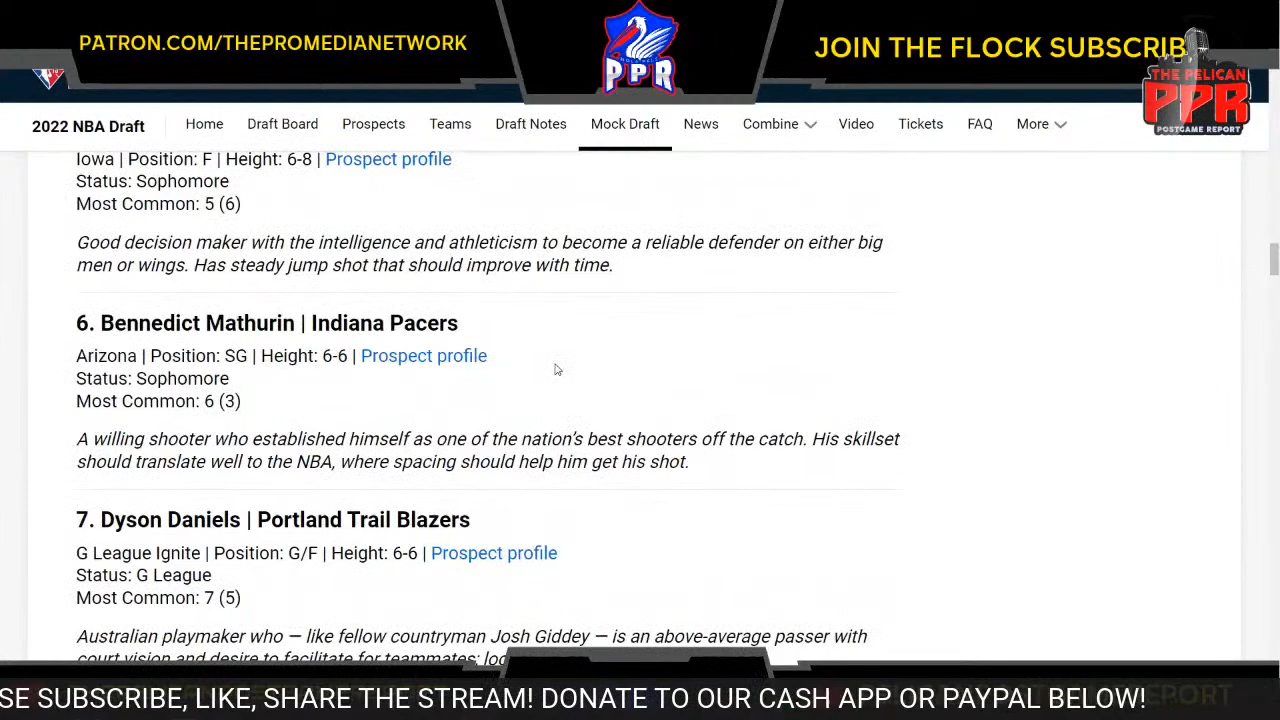 PATRON.COM/THEPROMEDIANETWORK
PPR
JOIN THE FLOCK SUBSCRIB
THE PELICAN
PPR
POSTGAME REPORT
2022 NBA Draft Home Draft Board Prospects Teams Draft Notes Mock Draft News Combine Video Tickets FAQ More
Iowa | Position: F | Height: 6-8 | Prospect profile
Status: Sophomore
Most Common: 5 (6)
Good decision maker with the intelligence and athleticism to become a reliable defender on either big
men or wings. Has steady jump shot that should improve with time.
6. Bennedict Mathurin | Indiana Pacers
Arizona | Position: SG | Height: 6-6 | Prospect profile
Status: Sophomore
Most Common: 6 (3)
A willing shooter who established himself as one of the nation's best shooters off the catch. His skillset
should translate well to the NBA, where spacing should help him get his shot.
7. Dyson Daniels | Portland Trail Blazers
G League Ignite | Position: G/F | Height: 6-6 | Prospect profile
Status: G League
Most Common: 7 (5)
Australian playmaker who — like fellow countryman Josh Giddey — is an above-average passer with
court vision and desire to facilitate for teammates;
SE SUBSCRIBE, LIKE, SHARE THE STREAM! DONATE TO OUR CASH APP OR PAYPAL BELOW!